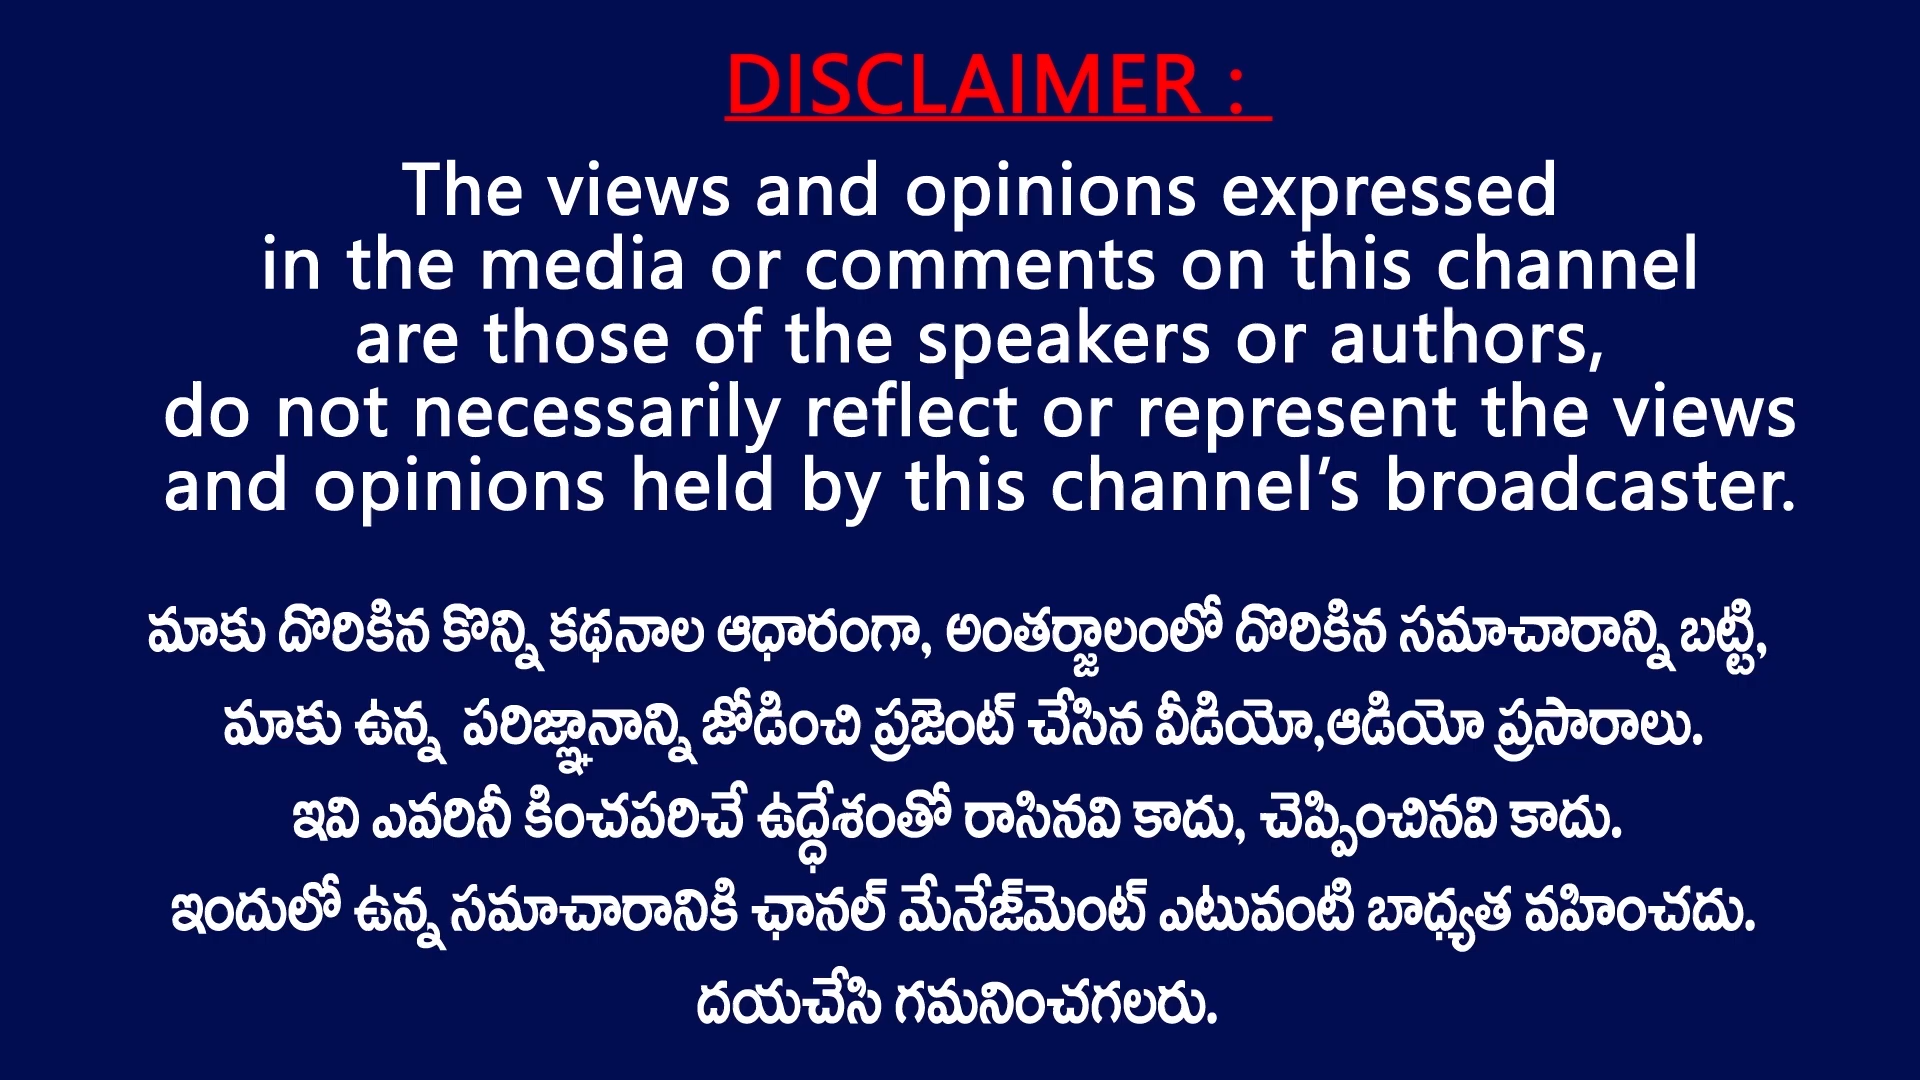 DISCLAIMER :
The views and opinions expressed
in the media or comments on this channel
are those of the speakers or authors,
do not necessarily reflect or represent the views
and opinions held by this channel’s broadcaster.
మాకు దొరికిన కొన్ని కథనాల ఆధారంగా, అంతర్జాలంలో దొరికిన సమాచారాన్ని బట్టి,
మాకు ఉన్న పరిజ్ఞానాన్ని జోడించి ప్రజెంట్ చేసిన వీడియో,ఆడియో ప్రసారాలు.
ఇవి ఎవరినీ కించపరిచే ఉద్ధేశంతో రాసినవి కాదు, చెప్పించినవి కాదు.
ఇందులో ఉన్న సమాచారానికి ఛానల్ మేనేజ్‌మెంట్ ఎటువంటి బాధ్యత వహించదు.
దయచేసి గమనించగలరు.